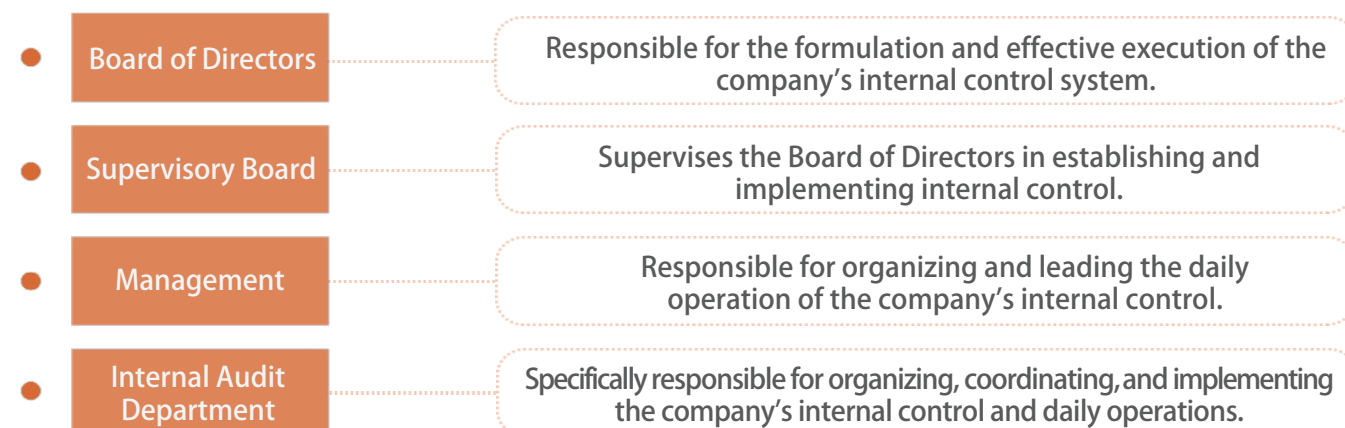 Board of Directors
Responsible for the formulation and effective execution of the
company’s internal control system.
Supervisory Board
Supervises the Board of Directors in establishing and
implementing internal control.
Management
Responsible for organizing and leading the daily
operation of the company’s internal control.
Internal Audit
Department
Specifically responsible for organizing, coordinating, and implementing
the company’s internal control and daily operations.